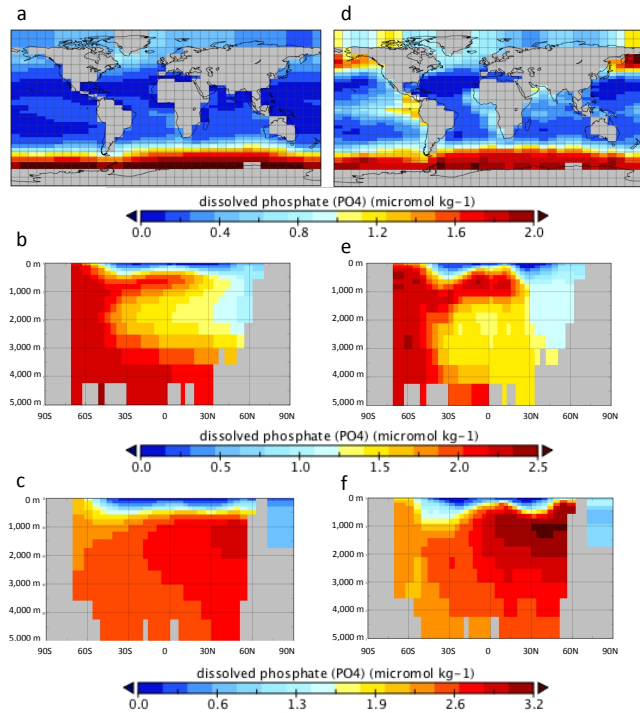 a
d
dissolved phosphate (PO4) (micromol kg-1)
0.0 0.4 0.8 1.2 1.6 2.0
b
e
0 m
1,000 m
2,000 m
3,000 m
4,000 m
5,000 m
90S 60S 30S 0 30N 60N 90N
0 m
1,000 m
2,000 m
3,000 m
4,000 m
5,000 m
90S 60S 30S 0 30N 60N 90N
dissolved phosphate (PO4) (micromol kg-1)
0.0 0.5 1.0 1.5 2.0 2.5
c
f
0 m
1,000 m
2,000 m
3,000 m
4,000 m
5.000 m
90S 60S 30S 0 30N 60N 90N
0 m
1,000 m
2,000 m
3,000 m
4,000 m
5,000 m
90S 60S 30S 0 30N 60N 90N
dissolved phosphate (PO4) (micromol kg-1)
0.0 0.6 1.3 1.9 2.6 3.2